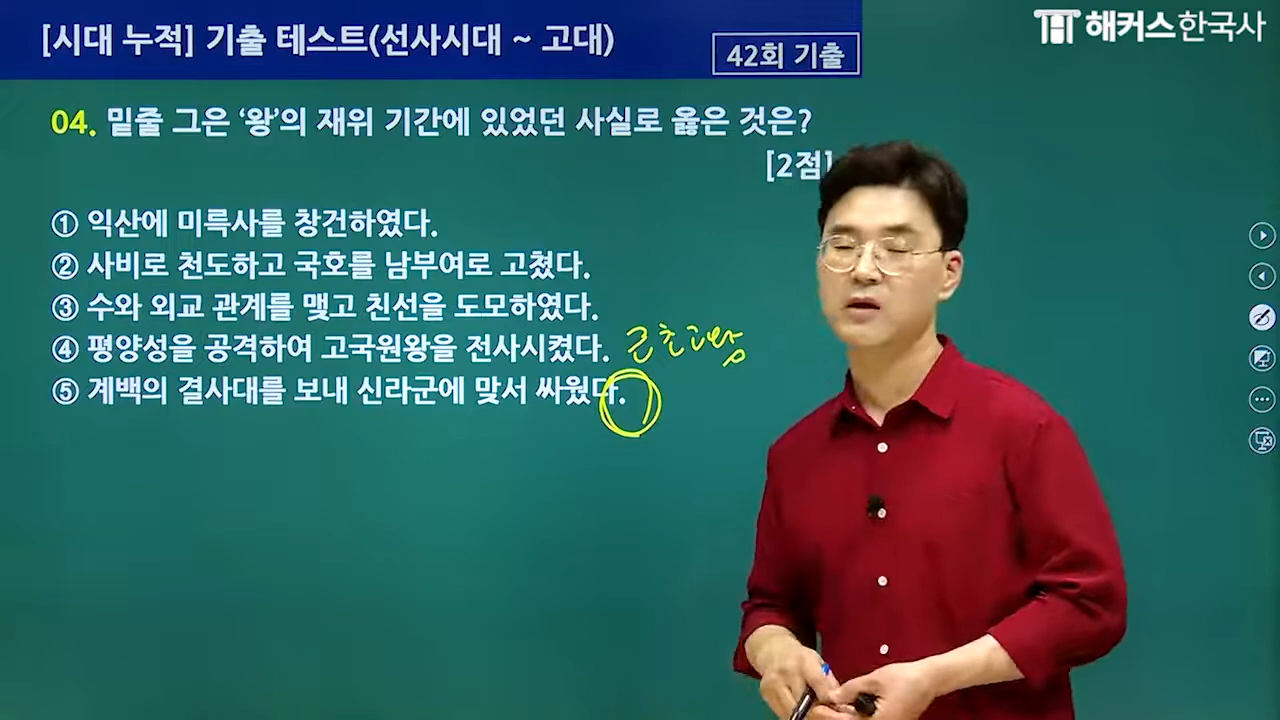 [시대 누적] 기출 테스트(선사시대 ~ 고대)
42회 기출
해커스한국사
04. 밑줄 그은 ‘왕’의 재위 기간에 있었던 사실로 옳은 것은?
[2점]
① 익산에 미륵사를 창건하였다.
② 사비로 천도하고 국호를 남부여로 고쳤다.
③ 수와 외교 관계를 맺고 친선을 도모하였다.
④ 평양성을 공격하여 고국원왕을 전사시켰다. 근초고왕
⑤ 계백의 결사대를 보내 신라군에 맞서 싸웠다.